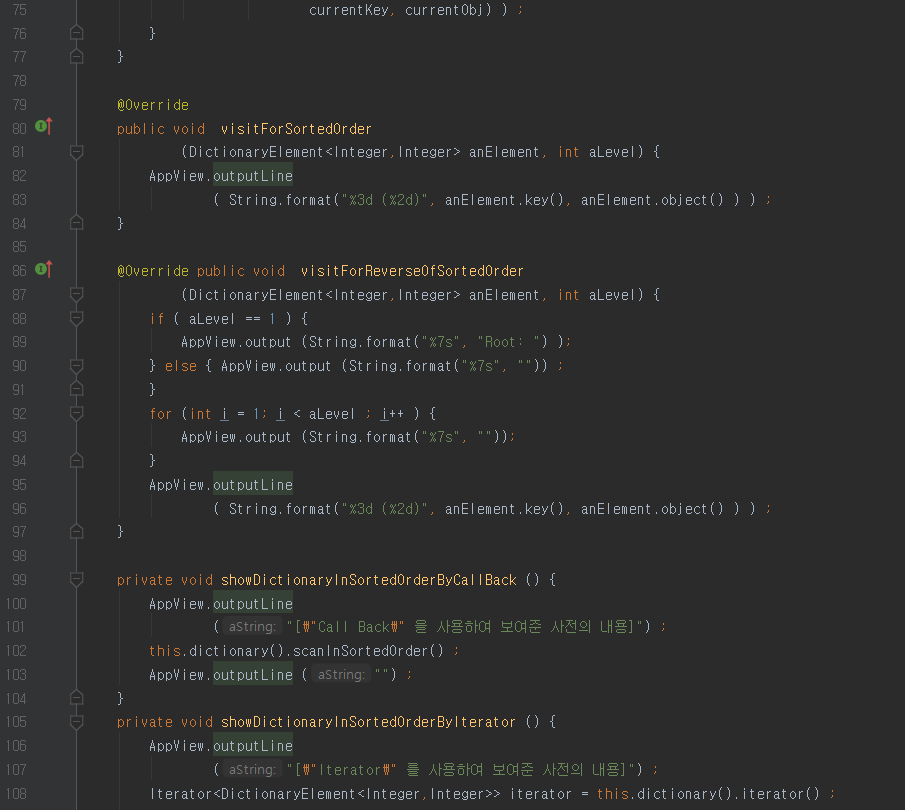 75 currentKey, currentObj) ) ;
76 }
77 }
78
79 @Override
80 public void visitForSortedOrder
81 (DictionaryElement<Integer,Integer> anElement, int aLevel) {
82 AppView.outputLine
83 ( String.format("%3d (%2d)", anElement.key(), anElement.object() ) ) ;
84 }
85
86 @Override public void visitForReverseOfSortedOrder
87 (DictionaryElement<Integer,Integer> anElement, int aLevel) {
88 if ( aLevel == 1 ) {
89 AppView.output (String.format("%7s", "Root: ") );
90 } else { AppView.output (String.format("%7s", "")) ;
91 }
92 for (int i = 1; i < aLevel ; i++ ) {
93 AppView.output (String.format("%7s", ""));
94 }
95 AppView.outputLine
96 ( String.format("%3d (%2d)", anElement.key(), anElement.object() ) ) ;
97 }
98
99 private void showDictionaryInSortedOrderByCallBack () {
100 AppView.outputLine
101 ( aString: "[₩"Call Back₩" 을 사용하여 보여준 사전의 내용]") ;
102 this.dictionary().scanInSortedOrder() ;
103 AppView.outputLine ( aString: "") ;
104 }
105 private void showDictionaryInSortedOrderByIterator () {
106 AppView.outputLine
107 ( aString: "[₩"Iterator₩" 를 사용하여 보여준 사전의 내용]") ;
108 Iterator<DictionaryElement<Integer,Integer>> iterator = this.dictionary().iterator() ;